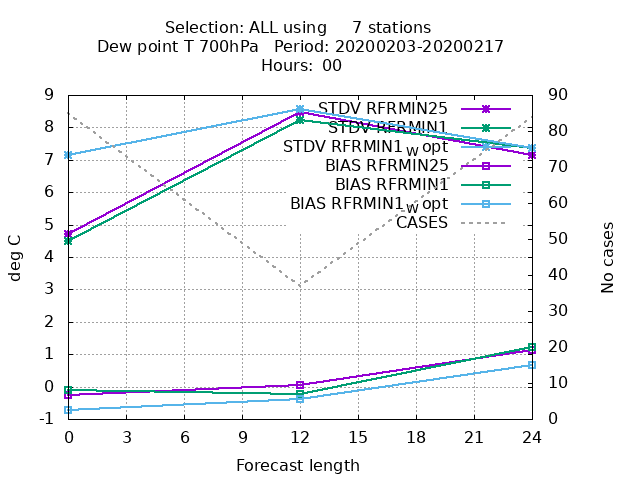 Selection: ALL using 7 stations
Dew point T 700hPa Period: 20200203-20200217
Hours: 00
9 90
STDV RFRMIN25
8 STDV RFRMIN1 80
STDV RFRMIN1_W opt
7 BIAS RFRMIN25 70
BIAS RFRMIN1
6 BIAS RFRMIN1_W opt 60
CASES
5 50
4 40
3 30
2 20
1
0 10
-1 0
deg C
No cases
0 3 6 9 12 15 18 21 24
Forecast length